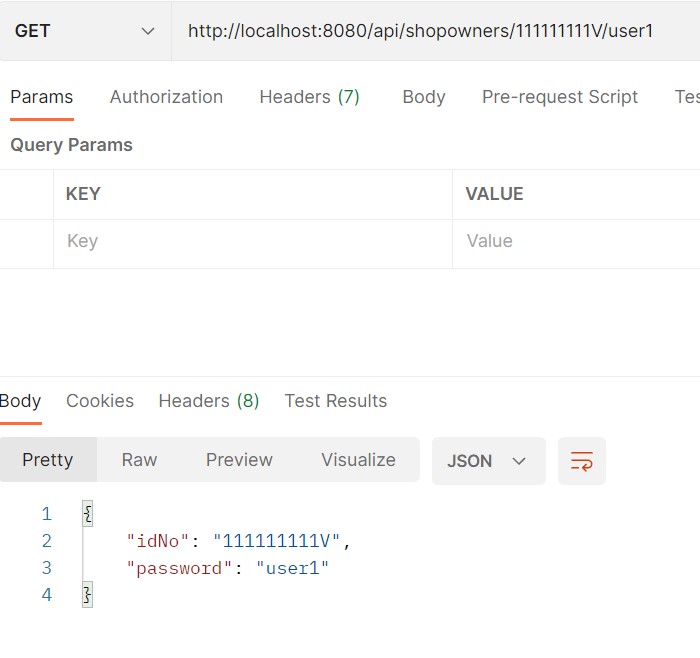 GET http://localhost:8080/api/shopowners/111111111V/user1
Params Authorization Headers (7) Body Pre-request Script Tes
Query Params
KEY VALUE
Key Value
Body Cookies Headers (8) Test Results
Pretty Raw Preview Visualize JSON
1 {
2 "idNo": "111111111V",
3 "password": "user1"
4 }